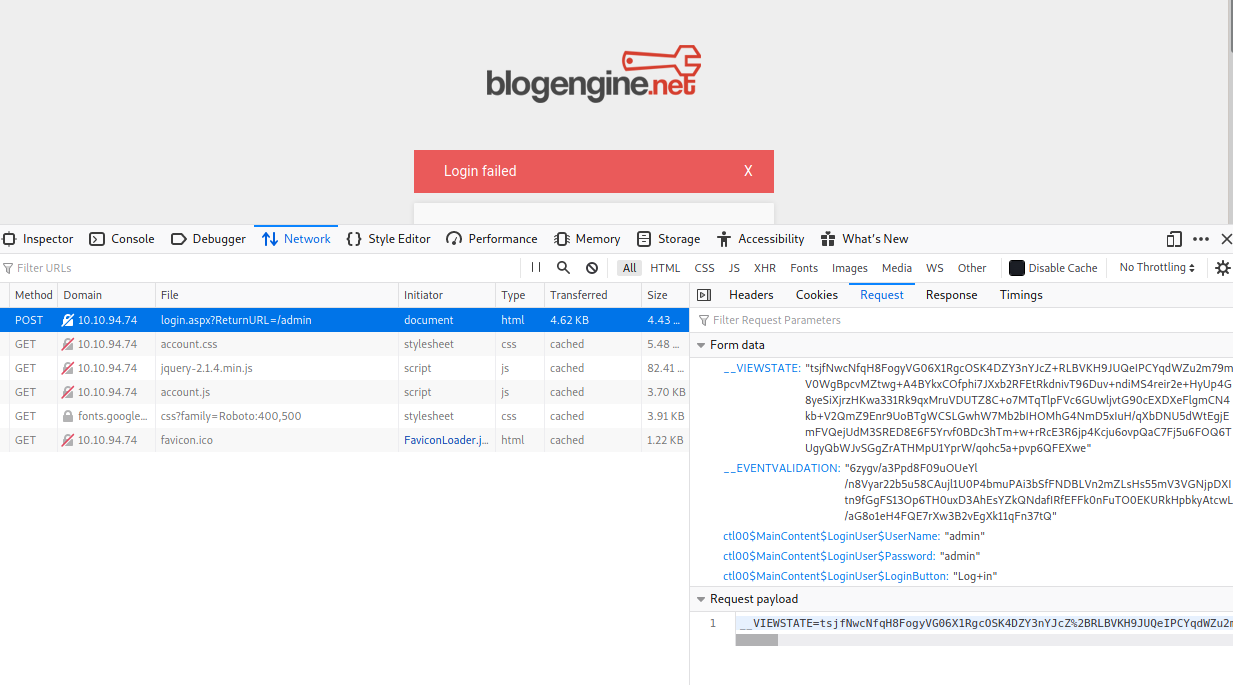 blogengine.net
Login failed X
Inspector Console Debugger Network Style Editor Performance Memory Storage Accessibility What's New
Filter URLs All HTML CSS JS XHR Fonts Images Media WS Other Disable Cache No Throttling
Method Domain File Initiator Type Transferred Size
POST 10.10.94.74 login.aspx?ReturnURL=/admin document html 4.62 KB 4.43 ...
GET 10.10.94.74 account.css stylesheet css cached 5.48 ...
GET 10.10.94.74 jquery-2.1.4.min.js script js cached 82.41 ...
GET 10.10.94.74 account.js script js cached 3.70 KB
GET fonts.google... css?family=Roboto:400,500 stylesheet css cached 3.91 KB
GET 10.10.94.74 favicon.ico FaviconLoader.j... html cached 1.22 KB
Headers Cookies Request Response Timings
Filter Request Parameters
Form data
__VIEWSTATE: "tsjfNwcNfqH8FogyVG06X1RgcOSK4DZY3nYJcZ+RLBVKH9JUQeIPCYqdWZu2m79m
V0WgBpcvMZtwg+A4BYkxCOfphi7JXxb2RFEtRkdnivT96Duv+ndiMS4reir2e+HyUp4G
8yeSiXjrzHKwa331Rk9qxMruVDUTZ8C+o7MTqTlpFVc6GUwljvtG90cEXDXeFlgmCN4
kb+V2QmZ9Enr9UoBTgWCSLGwhW7Mb2bIHOMhG4NmD5xIuH/qXbDNU5dWtEgjE
mFVQejUdM3SRED8E6F5Yrvf0BDc3hTm+w+rRcE3R6jp4Kcju6ovpQaC7Fj5u6FOQ6T
UgyQbWJvSGgZrATHMpU1YprW/qohc5a+pvp6QFEXwe"
__EVENTVALIDATION: "6zygv/a3Ppd8F09uOUeYl
/n8Vyar22b5u58CAujl1U0P4bmuPAi3bSfFNDBLVn2mZLsHs55mV3VGNjpDXI
tn9fGgFS13Op6TH0uxD3AhEsYZkQNdafIRfEFFk0nFuTO0EKURkHpbkyAtcwL
/aG8o1eH4FQE7rXw3B2vEgXk11qFn37tQ"
ctl00$MainContent$LoginUser$UserName: "admin"
ctl00$MainContent$LoginUser$Password: "admin"
ctl00$MainContent$LoginUser$LoginButton: "Log+in"
Request payload
1 __VIEWSTATE=tsjfNwcNfqH8FogyVG06X1RgcOSK4DZY3nYJcZ%2BRLBVKH9JUQeIPCYqdWZu2m